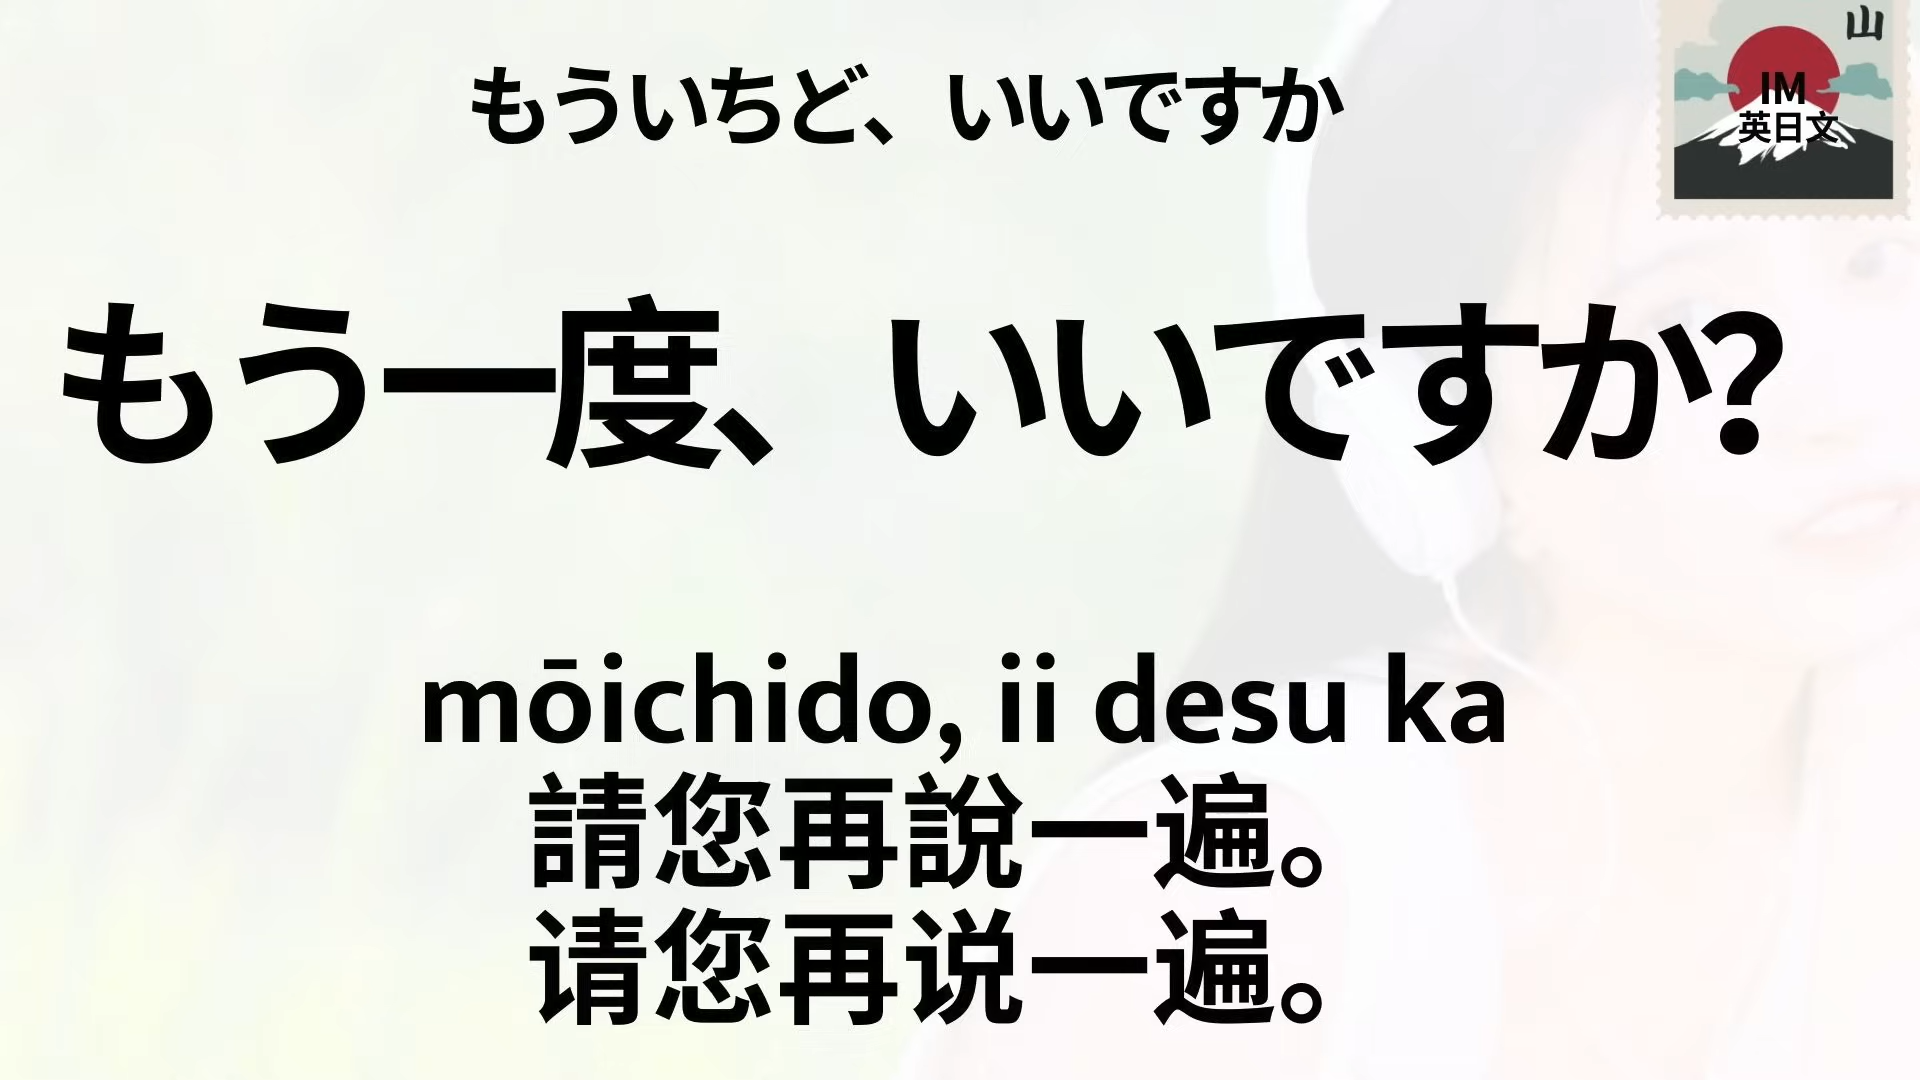 もういちど、いいですか
山
IM
英日文
もう一度、いいですか?
mōichido, ii desu ka
請您再說一遍。
请您再说一遍。